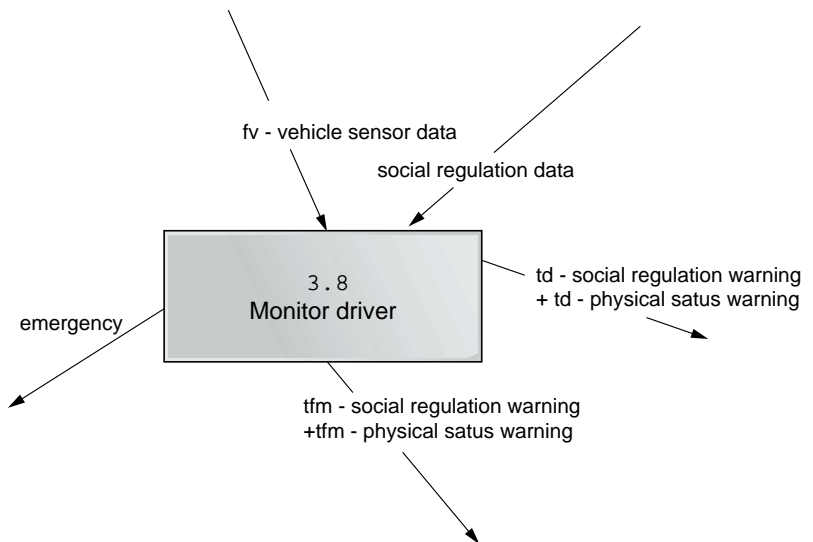 fv - vehicle sensor data
social regulation data
3.8
Monitor driver
td - social regulation warning
+ td - physical satus warning
emergency
tfm - social regulation warning
+tfm - physical satus warning